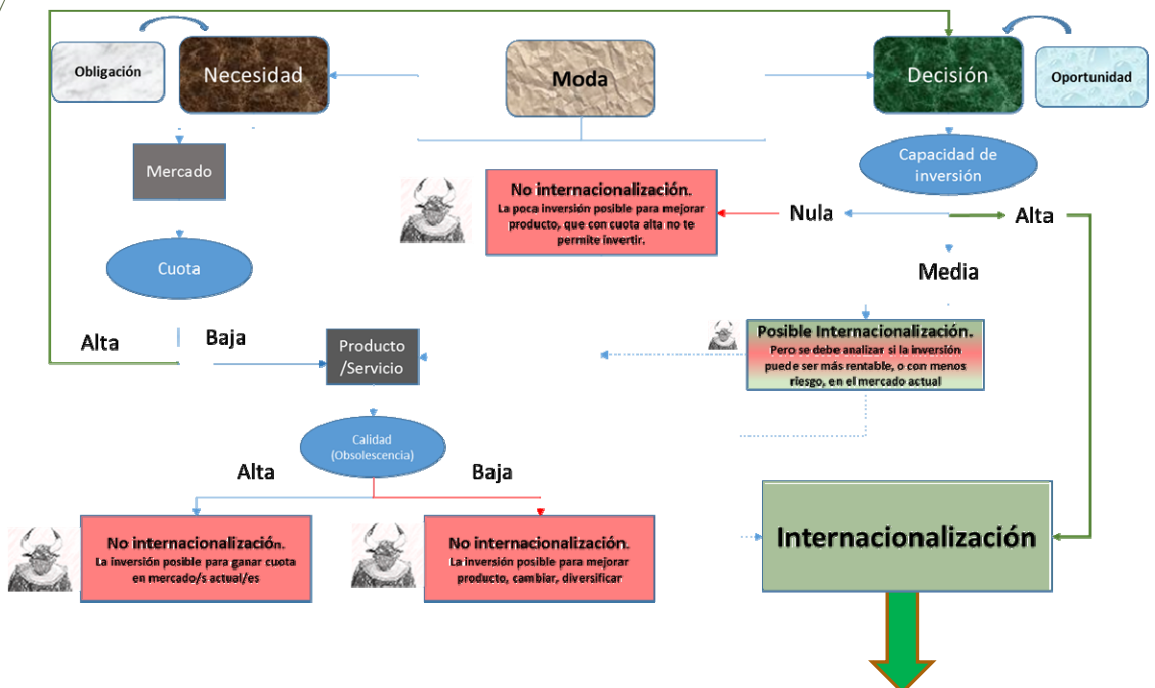 Obligación
Necesidad
Moda
Decisión
Oportunidad
Mercado
Capacidad de
inversión
No internacionalización.
La poca inversión posible para mejorar
producto, que con cuota alta no te
permite invertir.
Nula
Alta
Cuota
Media
Alta
Baja
Producto
/Servicio
Posible Internacionalización.
Pero se debe analizar si la inversión
puede ser más rentable, o con menos
riesgo, en el mercado actual
Calidad
(Obsolescencia)
Alta
Baja
No internacionalización.
La inversión posible para ganar cuota
en mercado/s actual/es
No internacionalización.
La inversión posible para mejorar
producto, cambiar, diversificar
Internacionalización